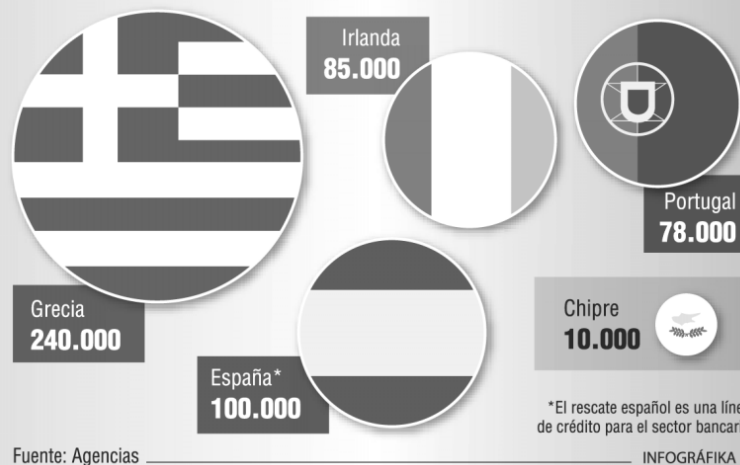 Irlanda
85.000
Portugal
78.000
Grecia
240.000
Chipre
10.000
España*
100.000
*El rescate español es una líne
de crédito para el sector bancari
Fuente: Agencias
INFOGRÁFIKA